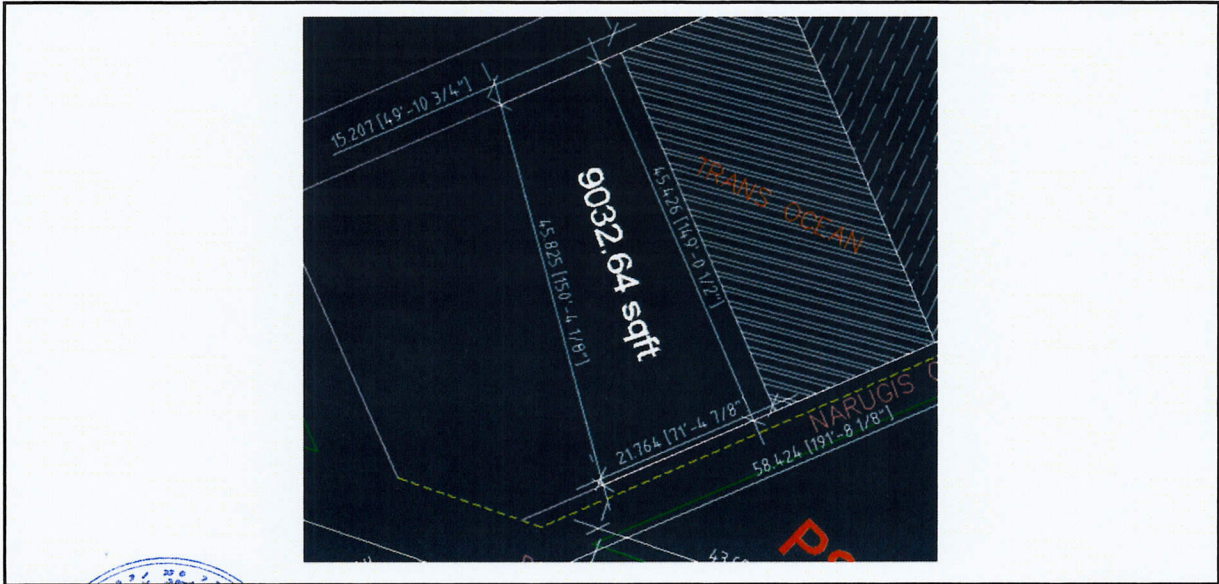 15.207 [49'-10 3/4"]
45.825 [150'-4 1/8"]
9032.64 sqft
45.426 [149'-0 1/2"]
TRANS OCEAN
21.764 [71'-4 7/8"
NARUGIS
58.424 [191'-8 1/8"]